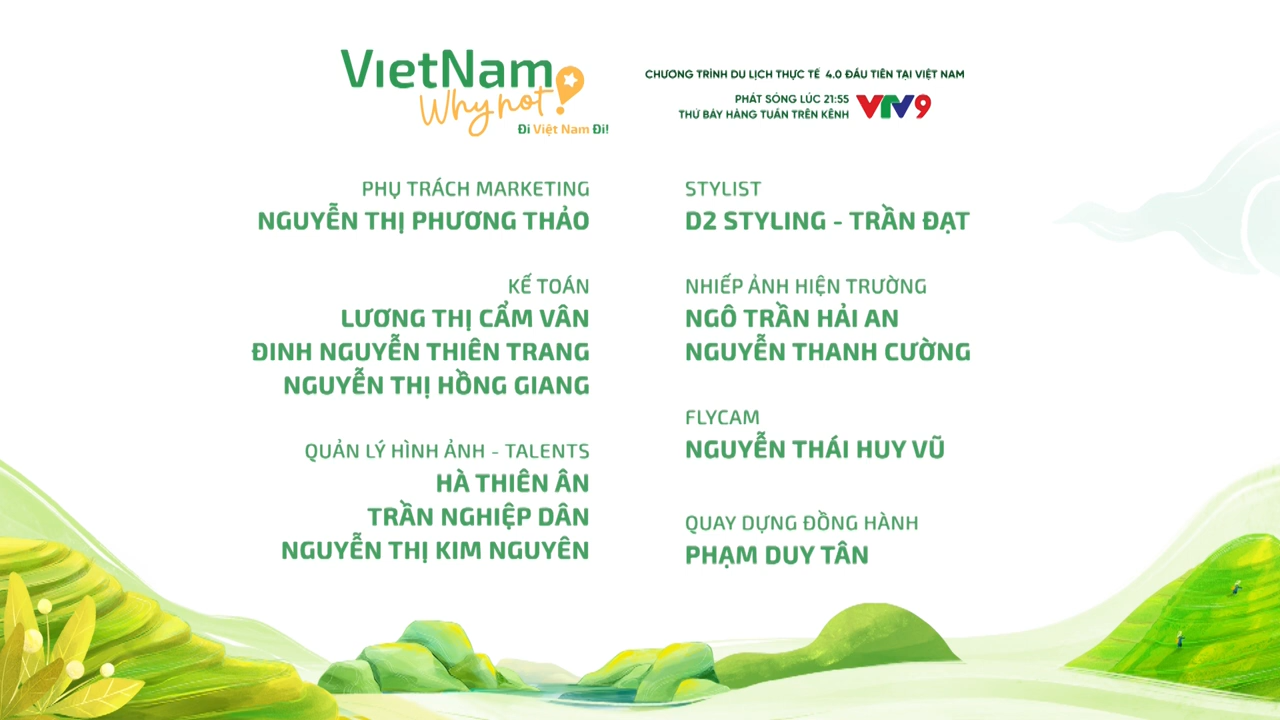 VietNam
Why not!
Đi Việt Nam Đi!
CHƯƠNG TRÌNH DU LỊCH THỰC TẾ 4.0 ĐẦU TIÊN TẠI VIỆT NAM
PHÁT SÓNG LÚC 21:55
THỨ BẢY HÀNG TUẦN TRÊN KÊNH
VTV9
PHỤ TRÁCH MARKETING
NGUYỄN THỊ PHƯƠNG THẢO
KẾ TOÁN
LƯƠNG THỊ CẨM VÂN
ĐINH NGUYỄN THIÊN TRANG
NGUYỄN THỊ HỒNG GIANG
QUẢN LÝ HÌNH ẢNH - TALENTS
HÀ THIÊN ÂN
TRẦN NGHIỆP DÂN
NGUYỄN THỊ KIM NGUYÊN
STYLIST
D2 STYLING - TRẦN ĐẠT
NHIẾP ẢNH HIỆN TRƯỜNG
NGÔ TRẦN HẢI AN
NGUYỄN THANH CƯỜNG
FLYCAM
NGUYỄN THÁI HUY VŨ
QUAY DỰNG ĐỒNG HÀNH
PHẠM DUY TÂN